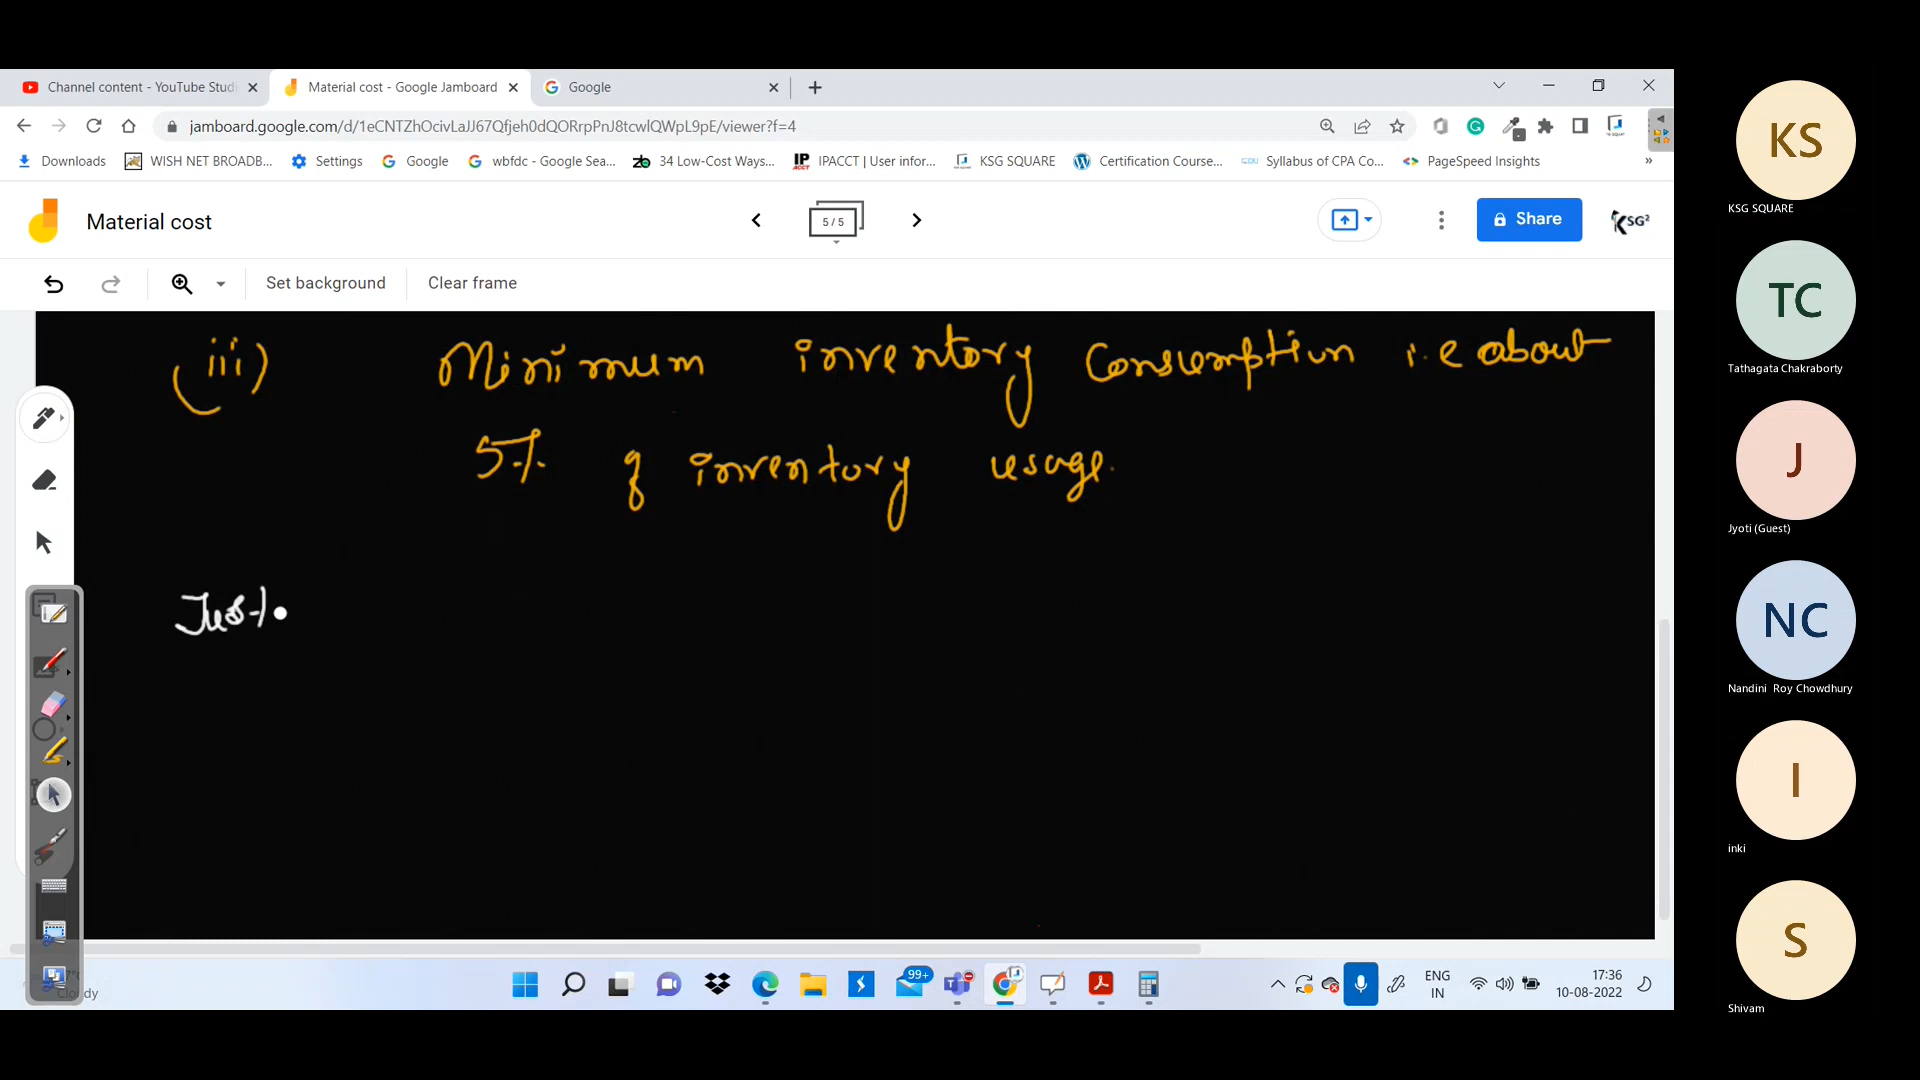 Channel content - YouTube Studi
Material cost - Google Jamboard
Google
jamboard.google.com/d/1eCNTZhOcivLaJJ67Qfjeh0dQORrpPnJ8tcwlQWpL9pE/viewer?f=4
Downloads
WISH NET BROADB...
Settings
Google
wbfdc - Google Sea...
34 Low-Cost Ways...
IPACCT | User infor...
KSG SQUARE
Certification Course...
Syllabus of CPA Co...
PageSpeed Insights
»
Material cost
5 / 5
Share
KSG²
Set background
Clear frame
(iii) Minimum inventory Consumption i.e about
5% of inventory usage.
99+
ENG
IN
17:36
10-08-2022
Cloudy
KS
KSG SQUARE
TC
Tathagata Chakraborty
J
Jyoti (Guest)
NC
Nandini Roy Chowdhury
I
inki
S
Shivam